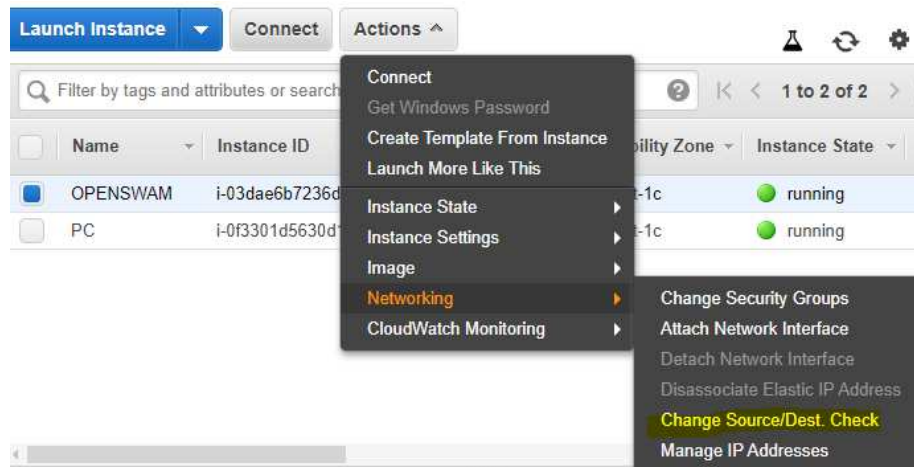 Launch Instance
Connect
Actions
Filter by tags and attributes or search
1 to 2 of 2
Name
Instance ID
bility Zone
Instance State
OPENSWAM
i-03dae6b7236d
t-1c
running
PC
i-0f3301d5630d
t-1c
running
Connect
Get Windows Password
Create Template From Instance
Launch More Like This
Instance State
Instance Settings
Image
Networking
CloudWatch Monitoring
Change Security Groups
Attach Network Interface
Detach Network Interface
Disassociate Elastic IP Address
Change Source/Dest. Check
Manage IP Addresses